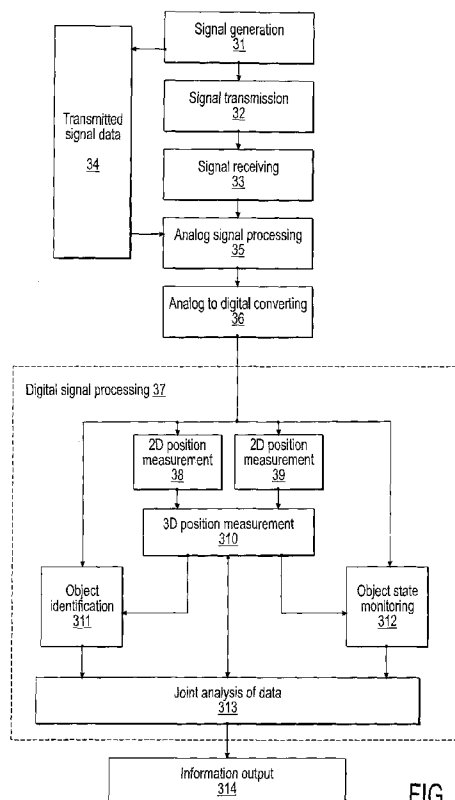 Signal generation
31
Signal transmission
32
Transmitted
signal data
34
Signal receiving
33
Analog signal processing
35
Analog to digital converting
36
Digital signal processing 37
2D position
measurement
38
2D position
measurement
39
3D position measurement
310
Object
identification
311
Object state
monitoring
312
Joint analysis of data
313
Information output
314
FIG